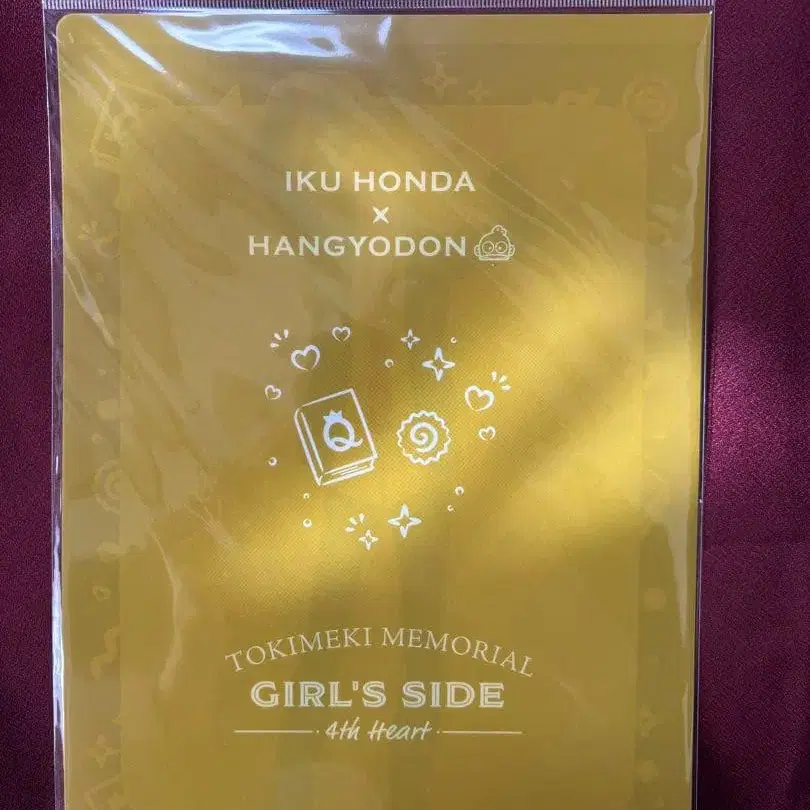 IKU HONDA
×
HANGYODON
Q
TOKIMEKI MEMORIAL
GIRL'S SIDE
4th Heart